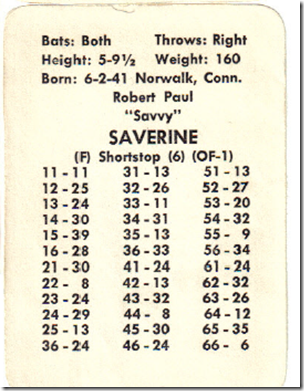 Bats: Both Throws: Right
Height: 5-9½ Weight: 160
Born: 6-2-41 Norwalk, Conn.
Robert Paul
"Savvy"
SAVERINE
(F) Shortstop (6) (OF-1)
11 - 11 31 - 13 51 - 13
12 - 25 32 - 26 52 - 27
13 - 24 33 - 31 53 - 20
14 - 30 34 - 31 54 - 32
15 - 39 35 - 13 55 - 9
16 - 28 36 - 33 56 - 34
21 - 30 41 - 24 61 - 24
22 - 8 42 - 13 62 - 32
23 - 24 43 - 32 63 - 26
24 - 29 44 - 8 64 - 12
25 - 13 45 - 30 65 - 35
36 - 24 46 - 24 66 - 6